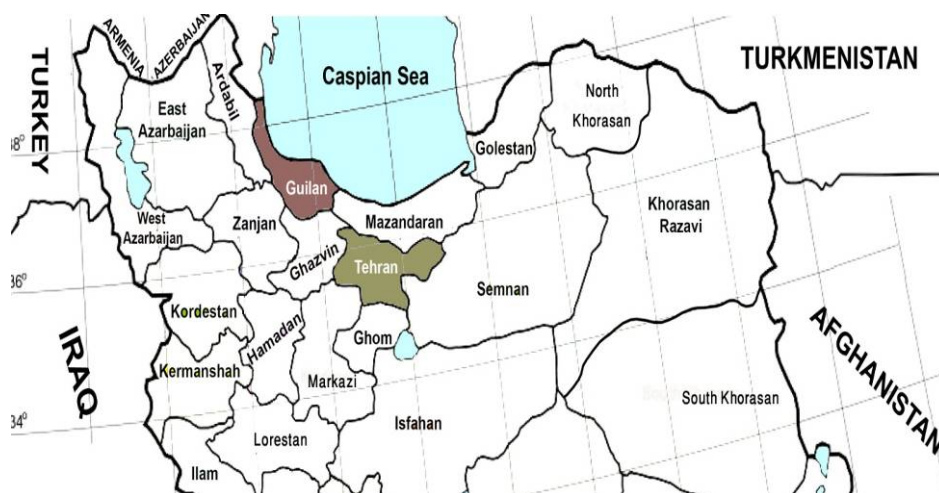 ARMENIA
AZERBAIJAN
TURKEY
TURKMENISTAN
Caspian Sea
Ardabil
East
Azarbaijan
North
Khorasan
38°
Golestan
Guilan
Khorasan
Razavi
West
Azarbaijan
Zanjan
Mazandaran
Ghazvin
Tehran
36°
Semnan
Kordestan
Hamadan
Ghom
IRAQ
AFGHANISTAN
Kermanshah
Markazi
South Khorasan
34°
Isfahan
Lorestan
Ilam